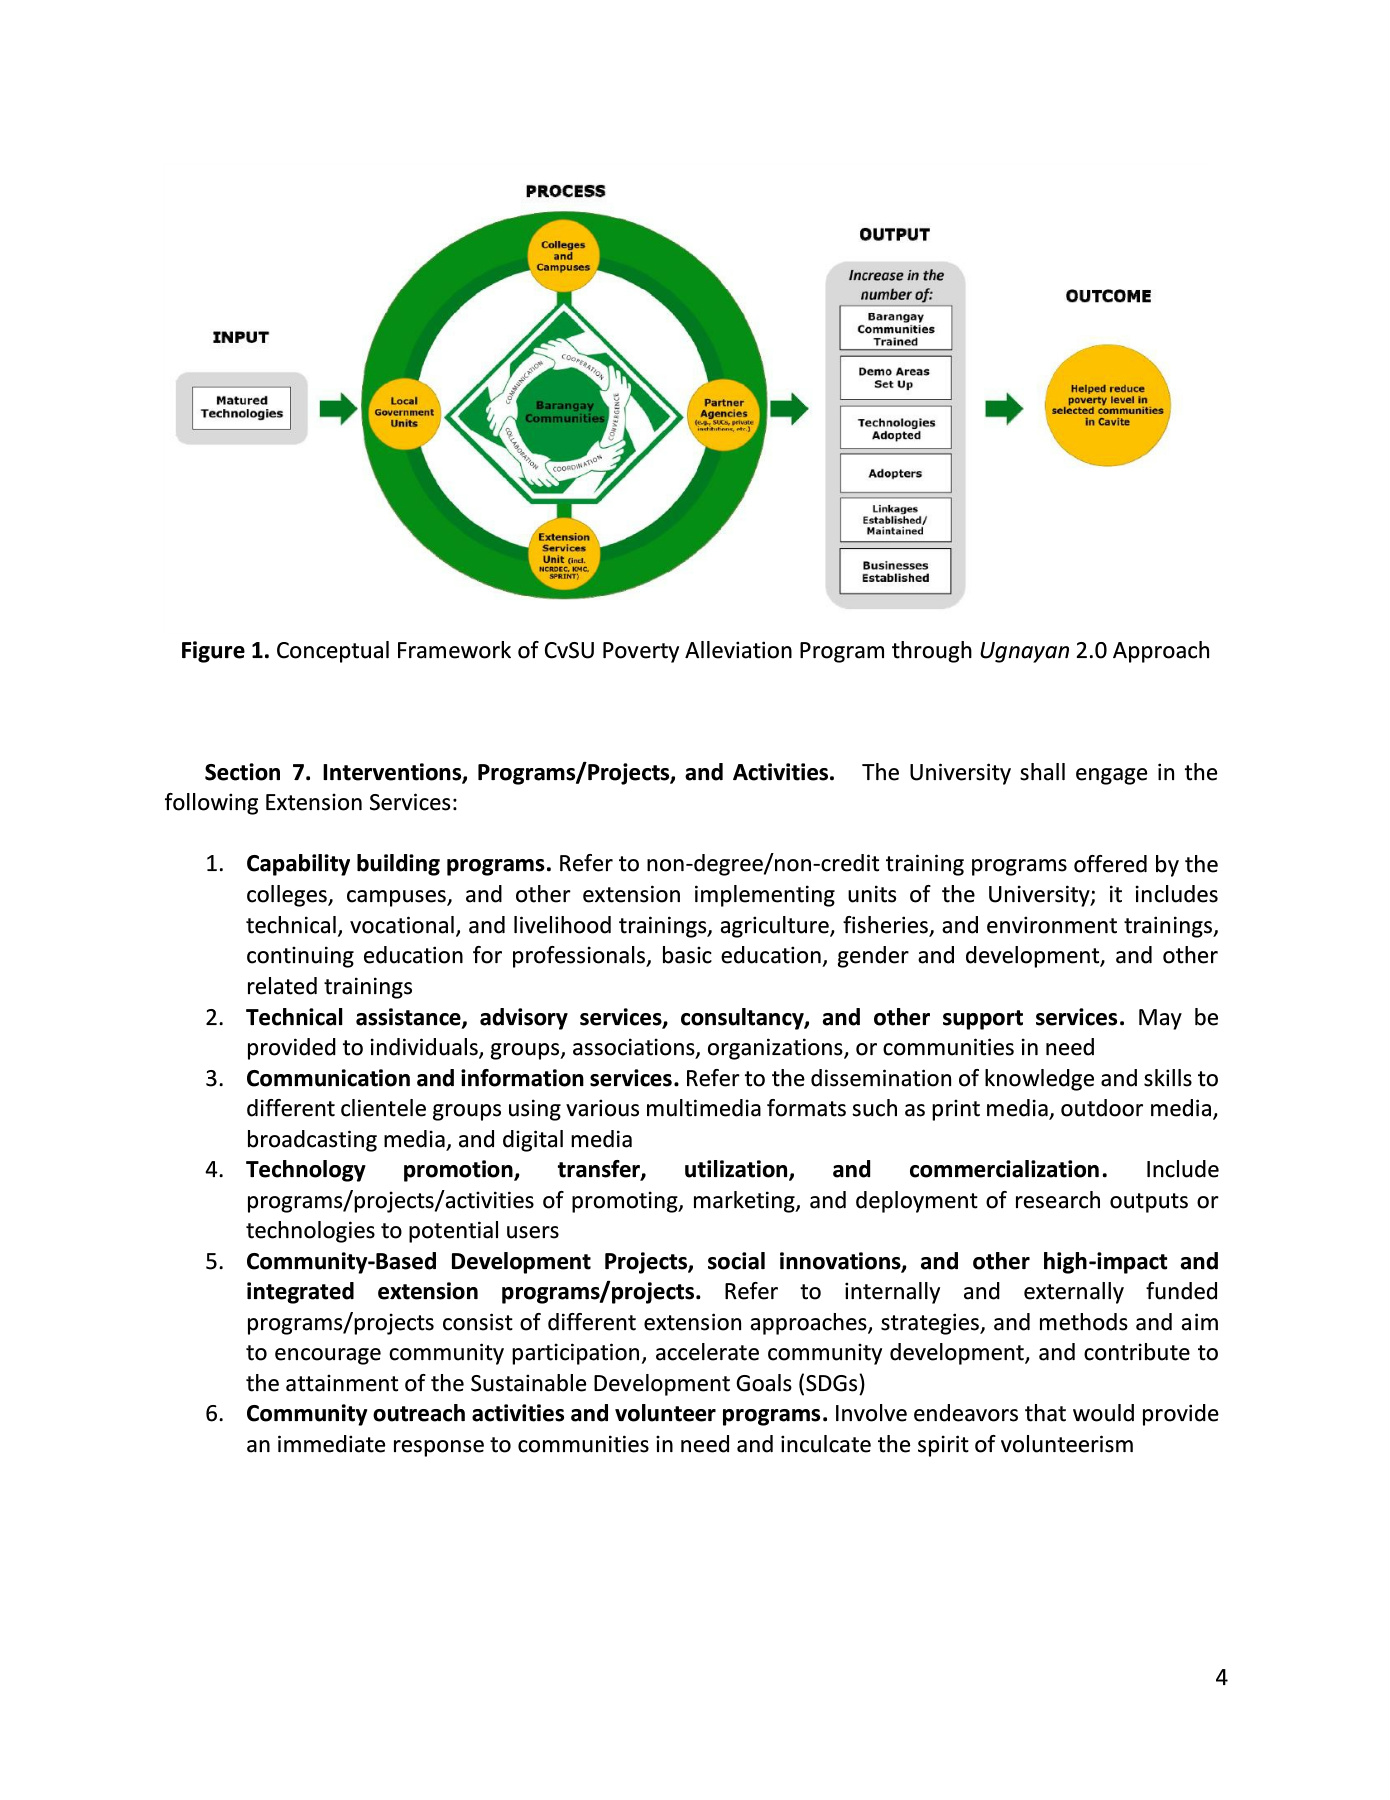 PROCESS
Colleges
and
Campuses
OUTPUT
Increase in the
number of:
Barangay
Communities
Trained
OUTCOME
INPUT
Matured
Technologies
Local
Government
Units
COMMUNICATION
COOPERATION
CONVERGENCE
COORDINATION
COLLABORATION
Barangay
Communities
Partner
Agencies
(e.g., SUCs, private
institutions, etc.)
Demo Areas
Set Up
Technologies
Adopted
Adopters
Linkages
Established/
Maintained
Businesses
Established
Helped reduce
poverty level in
selected communities
in Cavite
Extension
Services
Unit (incl.
NCRDEC, KMC,
SPRINT)
Figure 1. Conceptual Framework of CvSU Poverty Alleviation Program through Ugnayan 2.0 Approach
Section 7. Interventions, Programs/Projects, and Activities. The University shall engage in the
following Extension Services:
1. Capability building programs. Refer to non-degree/non-credit training programs offered by the
colleges, campuses, and other extension implementing units of the University; it includes
technical, vocational, and livelihood trainings, agriculture, fisheries, and environment trainings,
continuing education for professionals, basic education, gender and development, and other
related trainings
2. Technical assistance, advisory services, consultancy, and other support services. May be
provided to individuals, groups, associations, organizations, or communities in need
3. Communication and information services. Refer to the dissemination of knowledge and skills to
different clientele groups using various multimedia formats such as print media, outdoor media,
broadcasting media, and digital media
4. Technology promotion, transfer, utilization, and commercialization. Include
programs/projects/activities of promoting, marketing, and deployment of research outputs or
technologies to potential users
5. Community-Based Development Projects, social innovations, and other high-impact and
integrated extension programs/projects. Refer to internally and externally funded
programs/projects consist of different extension approaches, strategies, and methods and aim
to encourage community participation, accelerate community development, and contribute to
the attainment of the Sustainable Development Goals (SDGs)
6. Community outreach activities and volunteer programs. Involve endeavors that would provide
an immediate response to communities in need and inculcate the spirit of volunteerism
4